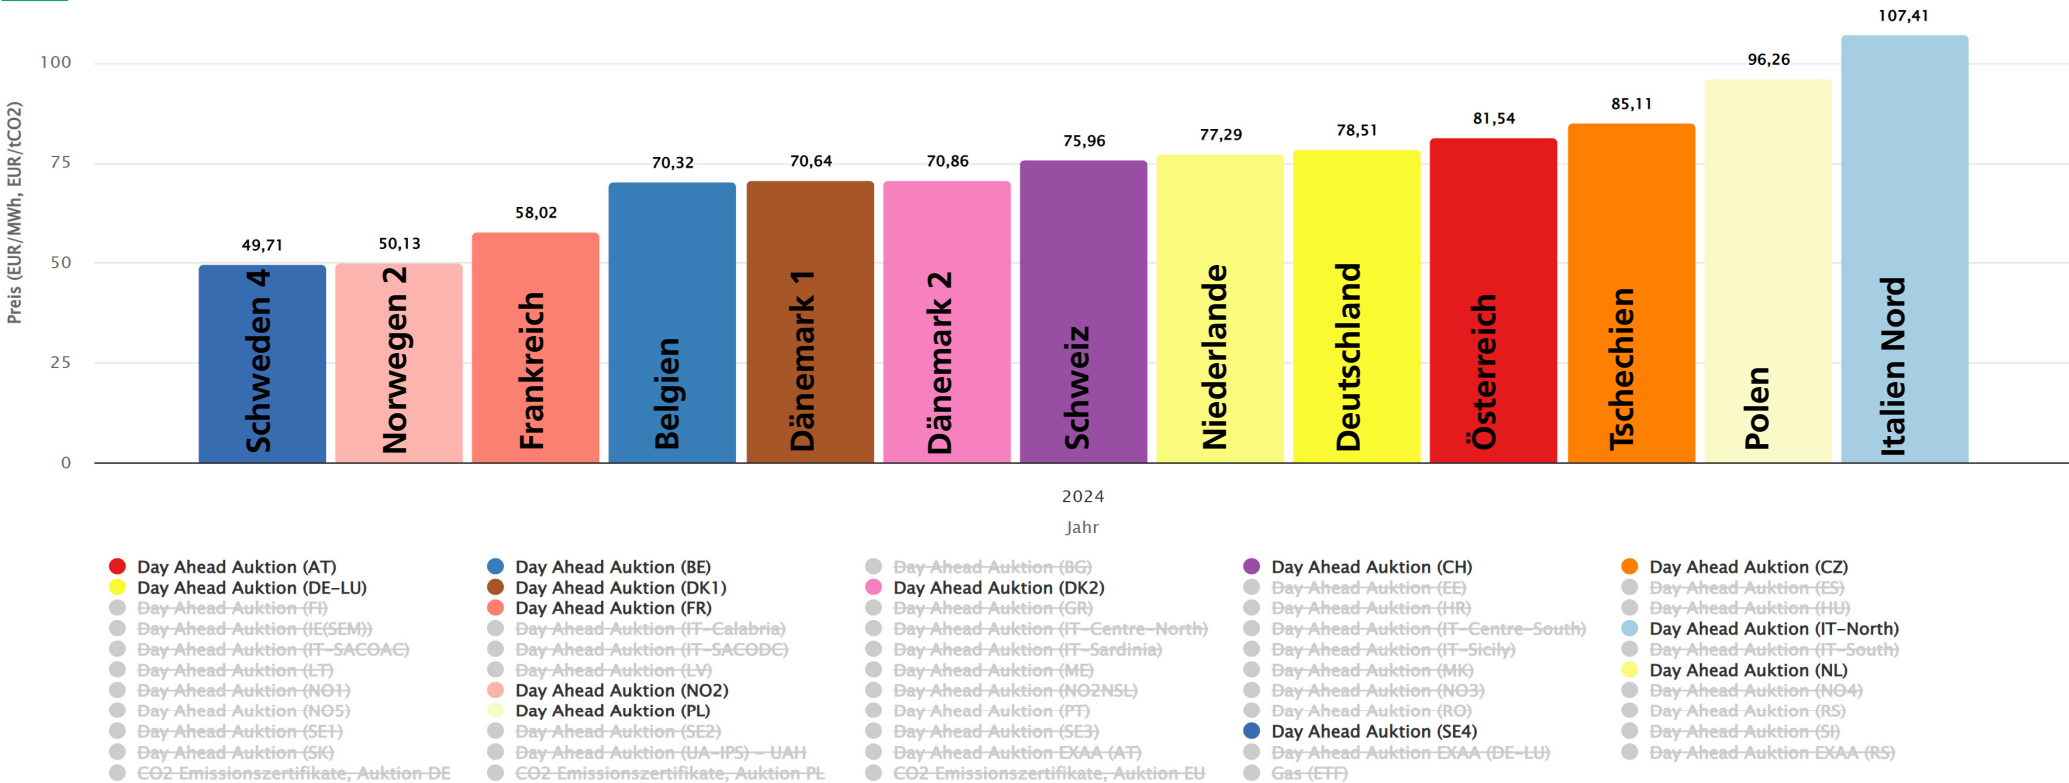 107,41
96,26
85,11
81,54
78,51
77,29
75,96
70,86
70,64
70,32
58,02
50,13
49,71
100
75
50
25
0
Preis (EUR/MWh, EUR/tCO2)
Schweden 4
Norwegen 2
Frankreich
Belgien
Dänemark 1
Dänemark 2
Schweiz
Niederlande
Deutschland
Österreich
Tschechien
Polen
Italien Nord
2024
Jahr
Day Ahead Auktion (AT)
Day Ahead Auktion (BE)
Day Ahead Auktion (BG)
Day Ahead Auktion (CH)
Day Ahead Auktion (CZ)
Day Ahead Auktion (DE-LU)
Day Ahead Auktion (DK1)
Day Ahead Auktion (DK2)
Day Ahead Auktion (EE)
Day Ahead Auktion (ES)
Day Ahead Auktion (FI)
Day Ahead Auktion (FR)
Day Ahead Auktion (GR)
Day Ahead Auktion (HR)
Day Ahead Auktion (HU)
Day Ahead Auktion (IE(SEM))
Day Ahead Auktion (IT-Calabria)
Day Ahead Auktion (IT-Centre-North)
Day Ahead Auktion (IT-Centre-South)
Day Ahead Auktion (IT-North)
Day Ahead Auktion (IT-SACOAC)
Day Ahead Auktion (IT-SACODC)
Day Ahead Auktion (IT-Sardinia)
Day Ahead Auktion (IT-Sicily)
Day Ahead Auktion (IT-South)
Day Ahead Auktion (LT)
Day Ahead Auktion (LV)
Day Ahead Auktion (ME)
Day Ahead Auktion (MK)
Day Ahead Auktion (NL)
Day Ahead Auktion (NO1)
Day Ahead Auktion (NO2)
Day Ahead Auktion (NO2NSL)
Day Ahead Auktion (NO3)
Day Ahead Auktion (NO4)
Day Ahead Auktion (NO5)
Day Ahead Auktion (PL)
Day Ahead Auktion (PT)
Day Ahead Auktion (RO)
Day Ahead Auktion (RS)
Day Ahead Auktion (SE1)
Day Ahead Auktion (SE2)
Day Ahead Auktion (SE3)
Day Ahead Auktion (SE4)
Day Ahead Auktion (SI)
Day Ahead Auktion (SK)
Day Ahead Auktion (UA-IPS) - UAH
Day Ahead Auktion EXAA (AT)
Day Ahead Auktion EXAA (DE-LU)
Day Ahead Auktion EXAA (RS)
CO2 Emissionszertifikate, Auktion DE
CO2 Emissionszertifikate, Auktion PL
CO2 Emissionszertifikate, Auktion EU
Gas (ETF)